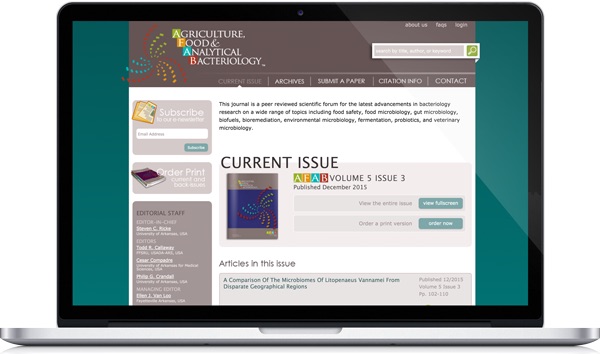 about us faqs login
AGRICULTURE,
FOOD &
ANALYTICAL
BACTERIOLOGY
search by title, author, or keyword
CURRENT ISSUE ARCHIVES SUBMIT A PAPER CITATION INFO CONTACT
Subscribe
to our e-newsletter
Email Address
Subscribe
Order Print
current and
back issues
EDITORIAL STAFF
EDITOR-IN-CHIEF
Steven C. Ricke
University of Arkansas, USA
EDITORS
Todd R. Callaway
FFSRU, USADA-ARS, USA
Cesar Compadre
University of Arkansas for Medical
Sciences, USA
Philip G. Crandall
University of Arkansas, USA
MANAGING EDITOR
Ellen J. Van Loo
Fayetteville Arkansas, USA
This journal is a peer reviewed scientific forum for the latest advancements in bacteriology
research on a wide range of topics including food safety, food microbiology, gut microbiology,
biofuels, bioremediation, environmental microbiology, fermentation, probiotics, and veterinary
microbiology.
CURRENT ISSUE
AFAB VOLUME 5 ISSUE 3
Published December 2015
View the entire issue view fullscreen
Order a print version order now
Articles in this issue
A Comparison Of The Microbiomes Of Litopenaeus Vannamei From
Disparate Geographical Regions
Published 12/2015
Volume 5 Issue 3
Pp. 102-110